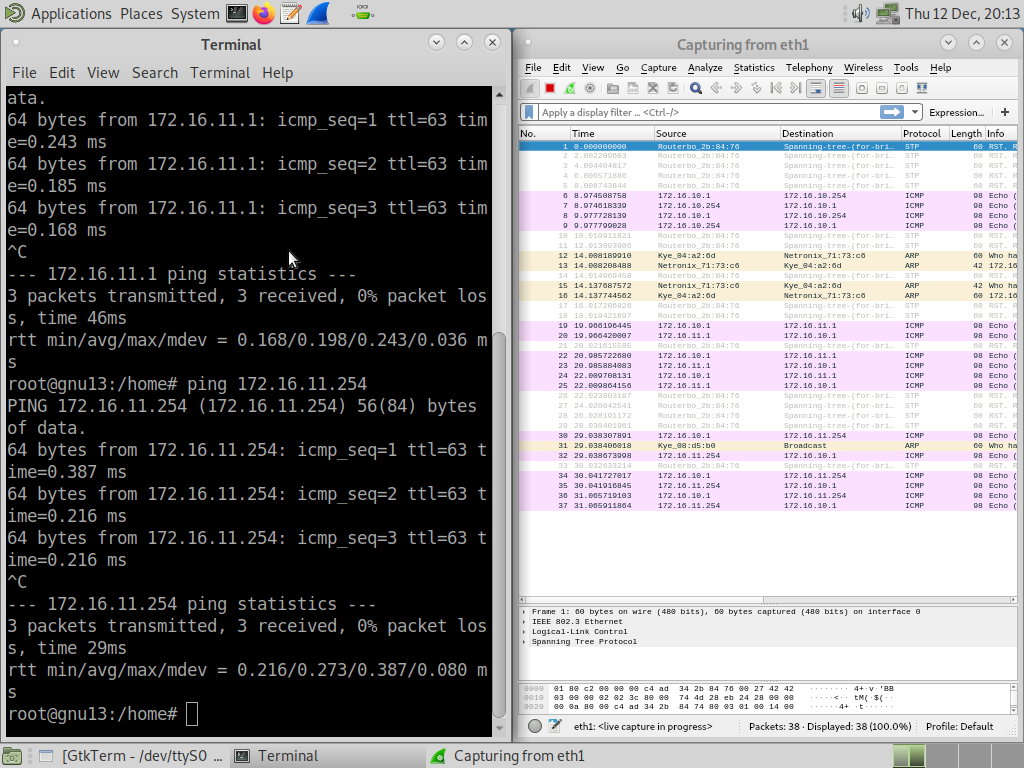 Applications Places System Thu 12 Dec, 20:13
Terminal
File Edit View Search Terminal Help
ata.
64 bytes from 172.16.11.1: icmp_seq=1 ttl=63 tim
e=0.243 ms
64 bytes from 172.16.11.1: icmp_seq=2 ttl=63 tim
e=0.185 ms
64 bytes from 172.16.11.1: icmp_seq=3 ttl=63 tim
e=0.168 ms
^C
--- 172.16.11.1 ping statistics ---
3 packets transmitted, 3 received, 0% packet los
s, time 46ms
rtt min/avg/max/mdev = 0.168/0.198/0.243/0.036 m
s
root@gnu13:/home# ping 172.16.11.254
PING 172.16.11.254 (172.16.11.254) 56(84) bytes
of data.
64 bytes from 172.16.11.254: icmp_seq=1 ttl=63 t
ime=0.387 ms
64 bytes from 172.16.11.254: icmp_seq=2 ttl=63 t
ime=0.216 ms
64 bytes from 172.16.11.254: icmp_seq=3 ttl=63 t
ime=0.216 ms
^C
--- 172.16.11.254 ping statistics ---
3 packets transmitted, 3 received, 0% packet los
s, time 29ms
rtt min/avg/max/mdev = 0.216/0.273/0.387/0.080 m
s
root@gnu13:/home#
Capturing from eth1
File Edit View Go Capture Analyze Statistics Telephony Wireless Tools Help
Apply a display filter ... <Ctrl-/> Expression... +
No. Time Source Destination Protocol Length Info
1 0.000000000 Routerbo_2b:84:76 Spanning-tree-(for-bri… STP 60 RST. R
2 2.002209603 Routerbo_2b:84:76 Spanning-tree-(for-bri… STP 60 RST. R
3 4.004404817 Routerbo_2b:84:76 Spanning-tree-(for-bri… STP 60 RST. R
4 6.006571886 Routerbo_2b:84:76 Spanning-tree-(for-bri… STP 60 RST. R
5 8.008743844 Routerbo_2b:84:76 Spanning-tree-(for-bri… STP 60 RST. R
6 8.974508758 172.16.10.1 172.16.10.254 ICMP 98 Echo (
7 8.974618339 172.16.10.254 172.16.10.1 ICMP 98 Echo (
8 9.977728139 172.16.10.1 172.16.10.254 ICMP 98 Echo (
9 9.977799028 172.16.10.254 172.16.10.1 ICMP 98 Echo (
10 10.010911821 Routerbo_2b:84:76 Spanning-tree-(for-bri… STP 60 RST. R
11 12.013093906 Routerbo_2b:84:76 Spanning-tree-(for-bri… STP 60 RST. R
12 14.008189910 Kye_04:a2:6d Netronix_71:73:c6 ARP 60 Who ha
13 14.008208488 Netronix_71:73:c6 Kye_04:a2:6d ARP 42 172.16
14 14.014969458 Routerbo_2b:84:76 Spanning-tree-(for-bri… STP 60 RST. R
15 14.137687572 Netronix_71:73:c6 Kye_04:a2:6d ARP 42 Who ha
16 14.137744562 Kye_04:a2:6d Netronix_71:73:c6 ARP 60 172.16
17 16.017206926 Routerbo_2b:84:76 Spanning-tree-(for-bri… STP 60 RST. R
18 18.019421697 Routerbo_2b:84:76 Spanning-tree-(for-bri… STP 60 RST. R
19 19.966196445 172.16.10.1 172.16.11.1 ICMP 98 Echo (
20 19.966420007 172.16.11.1 172.16.10.1 ICMP 98 Echo (
21 20.021615585 Routerbo_2b:84:76 Spanning-tree-(for-bri… STP 60 RST. R
22 20.985722680 172.16.10.1 172.16.11.1 ICMP 98 Echo (
23 20.985884083 172.16.11.1 172.16.10.1 ICMP 98 Echo (
24 22.009708131 172.16.10.1 172.16.11.1 ICMP 98 Echo (
25 22.009864156 172.16.11.1 172.16.10.1 ICMP 98 Echo (
26 22.023803187 Routerbo_2b:84:76 Spanning-tree-(for-bri… STP 60 RST. R
27 24.026042541 Routerbo_2b:84:76 Spanning-tree-(for-bri… STP 60 RST. R
28 26.028191172 Routerbo_2b:84:76 Spanning-tree-(for-bri… STP 60 RST. R
29 28.030401961 Routerbo_2b:84:76 Spanning-tree-(for-bri… STP 60 RST. R
30 29.038307891 172.16.10.1 172.16.11.254 ICMP 98 Echo (
31 29.038406018 Kye_08:d5:b0 Broadcast ARP 60 Who ha
32 29.038673998 172.16.11.254 172.16.10.1 ICMP 98 Echo (
33 30.032633214 Routerbo_2b:84:76 Spanning-tree-(for-bri… STP 60 RST. R
34 30.041727017 172.16.10.1 172.16.11.254 ICMP 98 Echo (
35 30.041916845 172.16.11.254 172.16.10.1 ICMP 98 Echo (
36 31.065719103 172.16.10.1 172.16.11.254 ICMP 98 Echo (
37 31.065911864 172.16.11.254 172.16.10.1 ICMP 98 Echo (
Frame 1: 60 bytes on wire (480 bits), 60 bytes captured (480 bits) on interface 0
IEEE 802.3 Ethernet
Logical-Link Control
Spanning Tree Protocol
0000 01 80 c2 00 00 00 c4 ad 34 2b 84 76 00 27 42 42 ········ 4+·v·'BB
0010 03 00 00 02 02 3c 80 00 74 4d 28 eb 24 28 00 00 ·····<·· tM(·$(··
0020 00 0a 80 00 c4 ad 34 2b 84 74 80 03 01 00 14 00 ······4+ ·t······
eth1: <live capture in progress> Packets: 38 · Displayed: 38 (100.0%) Profile: Default
[GtkTerm - /dev/ttyS0 ... Terminal Capturing from eth1